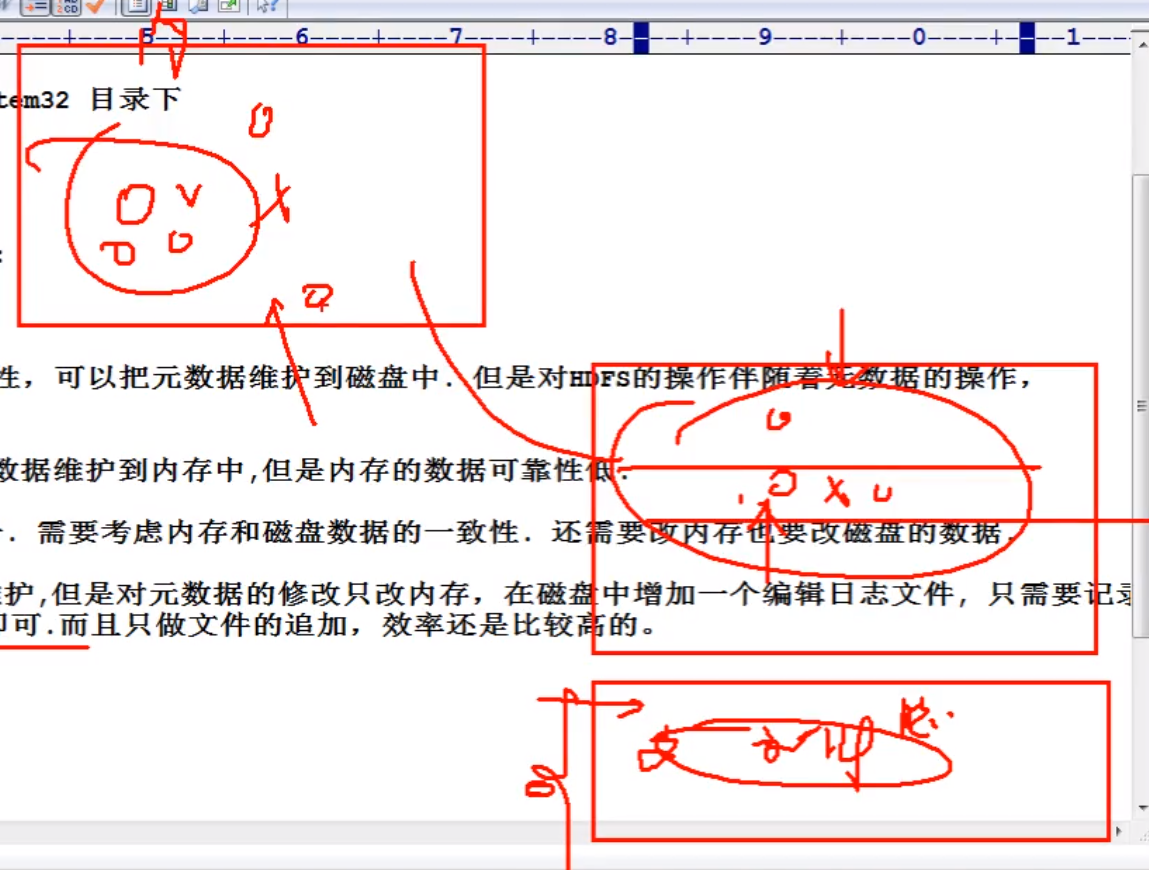 ----+----5----+----6----+----7----+----8----+----9----+----0----+----1---
tem32 目录下
:
性，可以把元数据维护到磁盘中．但是对HDFS的操作伴随着元数据的操作，
数据维护到内存中,但是内存的数据可靠性低．
．需要考虑内存和磁盘数据的一致性．还需要改内存也要改磁盘的数据．
维护,但是对元数据的修改只改内存，在磁盘中增加一个编辑日志文件，只需要记录
即可.而且只做文件的追加，效率还是比较高的。